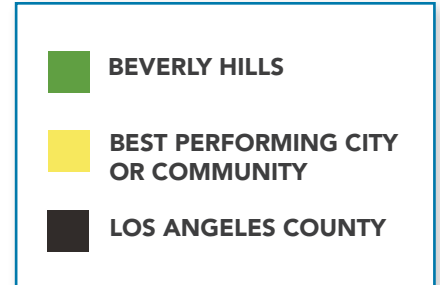 BEVERLY HILLS
BEST PERFORMING CITY
OR COMMUNITY
LOS ANGELES COUNTY